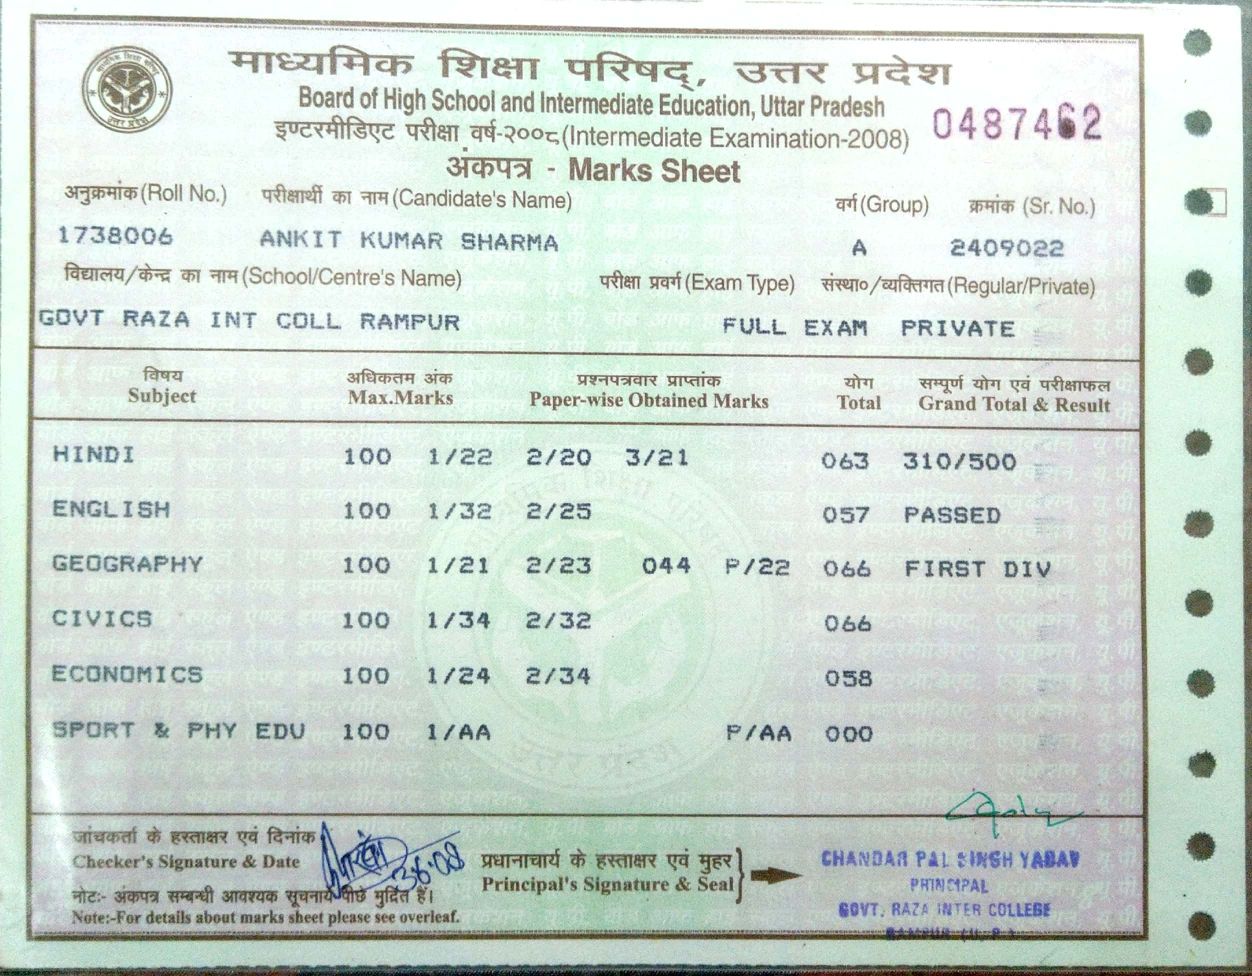 माध्यमिक शिक्षा परिषद्, उत्तर प्रदेश
Board of High School and Intermediate Education, Uttar Pradesh
इण्टरमीडिएट परीक्षा वर्ष-२००८ (Intermediate Examination-2008)
0487462
अंकपत्र - Marks Sheet
अनुक्रमांक (Roll No.) परीक्षार्थी का नाम (Candidate's Name) वर्ग (Group) क्रमांक (Sr. No.)
1738006 ANKIT KUMAR SHARMA A 2409022
विद्यालय/केन्द्र का नाम (School/Centre's Name) परीक्षा प्रवर्ग (Exam Type) संस्था०/व्यक्तिगत (Regular/Private)
GOVT RAZA INT COLL RAMPUR FULL EXAM PRIVATE
विषय अधिकतम अंक प्रश्नपत्रवार प्राप्तांक योग सम्पूर्ण योग एवं परीक्षाफल
Subject Max.Marks Paper-wise Obtained Marks Total Grand Total & Result
HINDI 100 1/22 2/20 3/21 063 310/500
ENGLISH 100 1/32 2/25 057 PASSED
GEOGRAPHY 100 1/21 2/23 044 P/22 066 FIRST DIV
CIVICS 100 1/34 2/32 066
ECONOMICS 100 1/24 2/34 058
SPORT & PHY EDU 100 1/AA P/AA 000
जांचकर्ता के हस्ताक्षर एवं दिनांक
Checker's Signature & Date
प्रधानाचार्य के हस्ताक्षर एवं मुहर
Principal's Signature & Seal
CHANDAR PAL SINGH YADAV
PRINCIPAL
GOVT. RAZA INTER COLLEGE
RAMPUR (U.P.)
नोट:- अंकपत्र सम्बन्धी आवश्यक सूचनायें पीछे मुद्रित हैं।
Note:-For details about marks sheet please see overleaf.